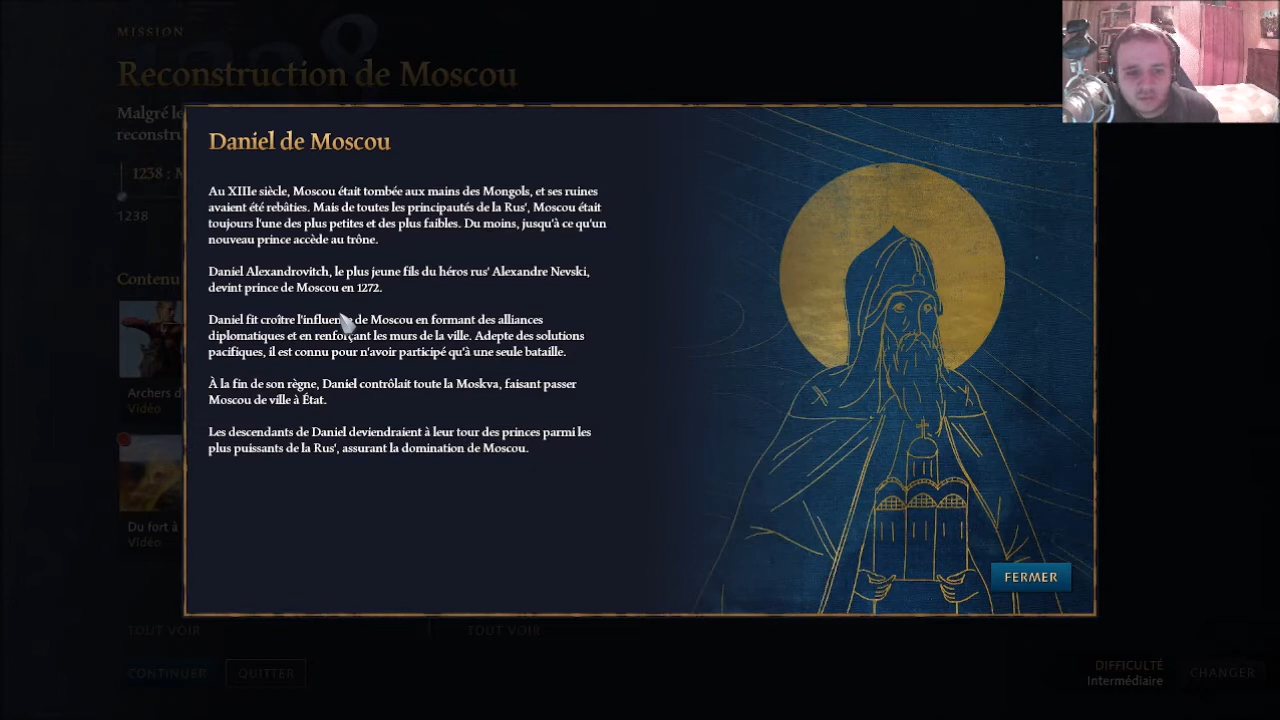 MISSION
Reconstruction de Moscou
Malgré le
reconstru
1238 : M
1238
Contenu
Archers d
Vidéo
Du fort à
Vidéo
Daniel de Moscou
Au XIIIe siècle, Moscou était tombée aux mains des Mongols, et ses ruines
avaient été rebâties. Mais de toutes les principautés de la Rus', Moscou était
toujours l'une des plus petites et des plus faibles. Du moins, jusqu'à ce qu'un
nouveau prince accède au trône.
Daniel Alexandrovitch, le plus jeune fils du héros rus' Alexandre Nevski,
devint prince de Moscou en 1272.
Daniel fit croître l'influence de Moscou en formant des alliances
diplomatiques et en renforçant les murs de la ville. Adepte des solutions
pacifiques, il est connu pour n'avoir participé qu'à une seule bataille.
À la fin de son règne, Daniel contrôlait toute la Moskva, faisant passer
Moscou de ville à État.
Les descendants de Daniel deviendraient à leur tour des princes parmi les
plus puissants de la Rus', assurant la domination de Moscou.
FERMER
TOUT VOIR
TOUT VOIR
CONTINUER
QUITTER
DIFFICULTÉ
Intermédiaire
CHANGER